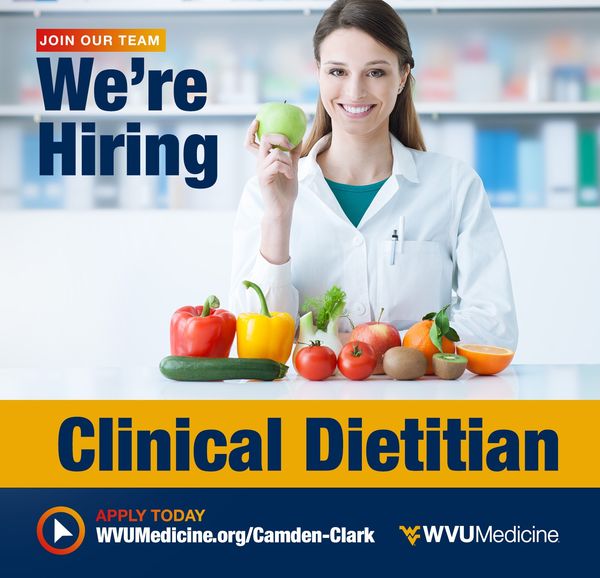 JOIN OUR TEAM
We're
Hiring
Clinical Dietitian
APPLY TODAY
WVUMedicine.org/Camden-Clark
WVUMedicine